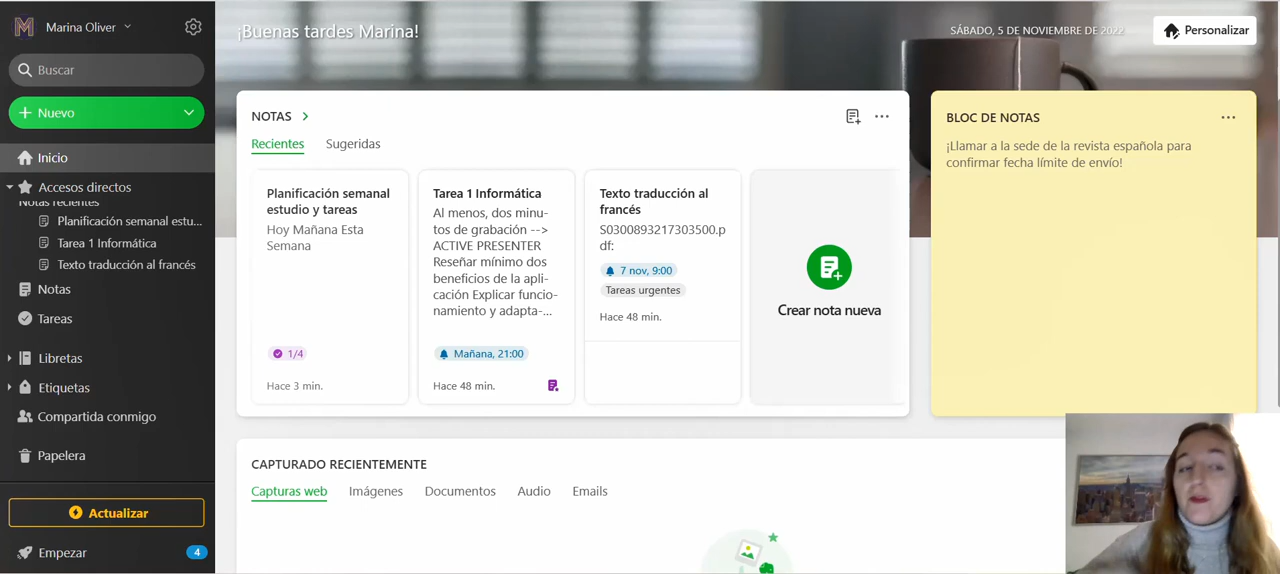 Marina Oliver
Buscar
Nuevo
Inicio
Accesos directos
Notas recientes
Planificación semanal estu...
Tarea 1 Informática
Texto traducción al francés
Notas
Tareas
Libretas
Etiquetas
Compartida conmigo
Papelera
Actualizar
Empezar
4
¡Buenas tardes Marina!
SÁBADO, 5 DE NOVIEMBRE DE 2022
Personalizar
NOTAS
Recientes
Sugeridas
Planificación semanal
estudio y tareas
Hoy Mañana Esta
Semana
1/4
Hace 3 min.
Tarea 1 Informática
Al menos, dos minu-
tos de grabación -->
ACTIVE PRESENTER
Reseñar mínimo dos
beneficios de la apli-
cación Explicar funcio-
namiento y adapta-...
Mañana, 21:00
Hace 48 min.
Texto traducción al
francés
S0300893217303500.p
df:
7 nov, 9:00
Tareas urgentes
Hace 48 min.
Crear nota nueva
BLOC DE NOTAS
¡Llamar a la sede de la revista española para
confirmar fecha límite de envío!
CAPTURADO RECIENTEMENTE
Capturas web
Imágenes
Documentos
Audio
Emails